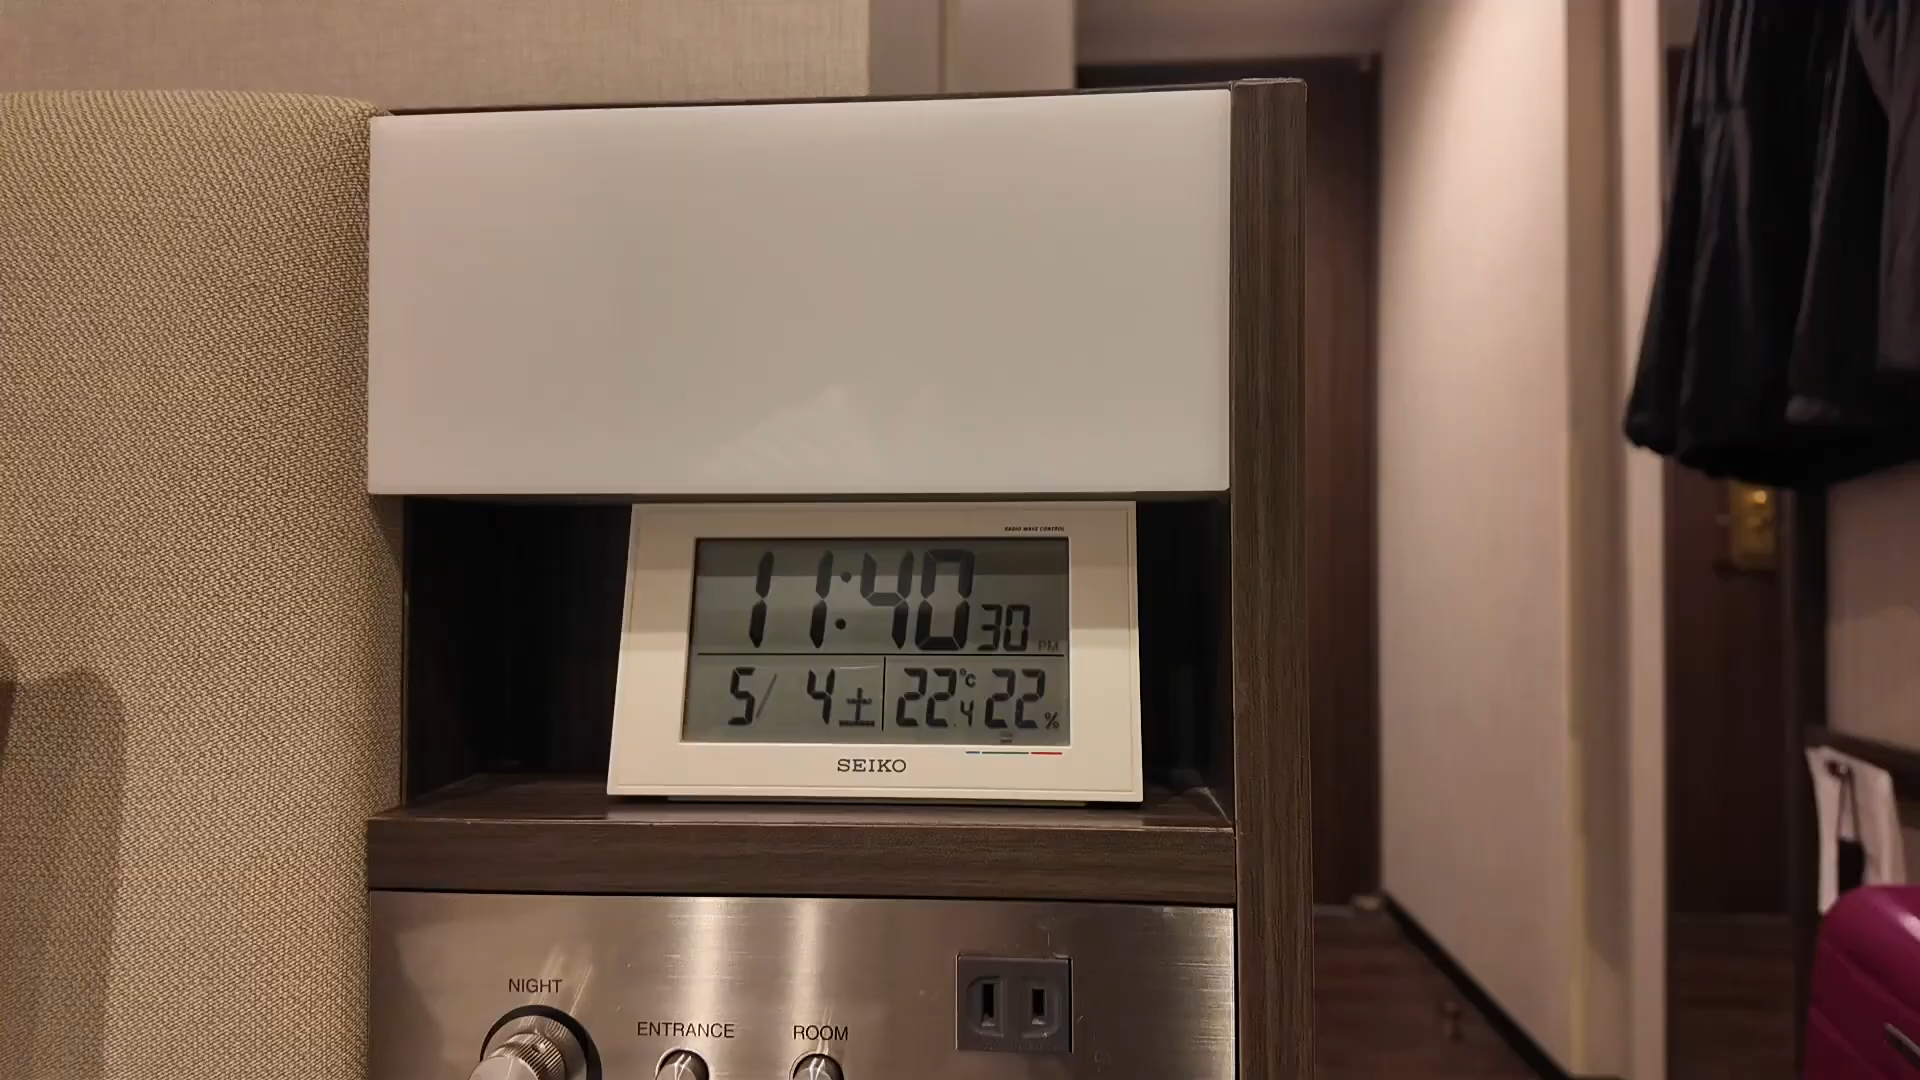 RADIO WAVE CONTROL
11:40 30 PM
5/ 4 土 22.4 °C 22 %
SEIKO
NIGHT
ENTRANCE
ROOM